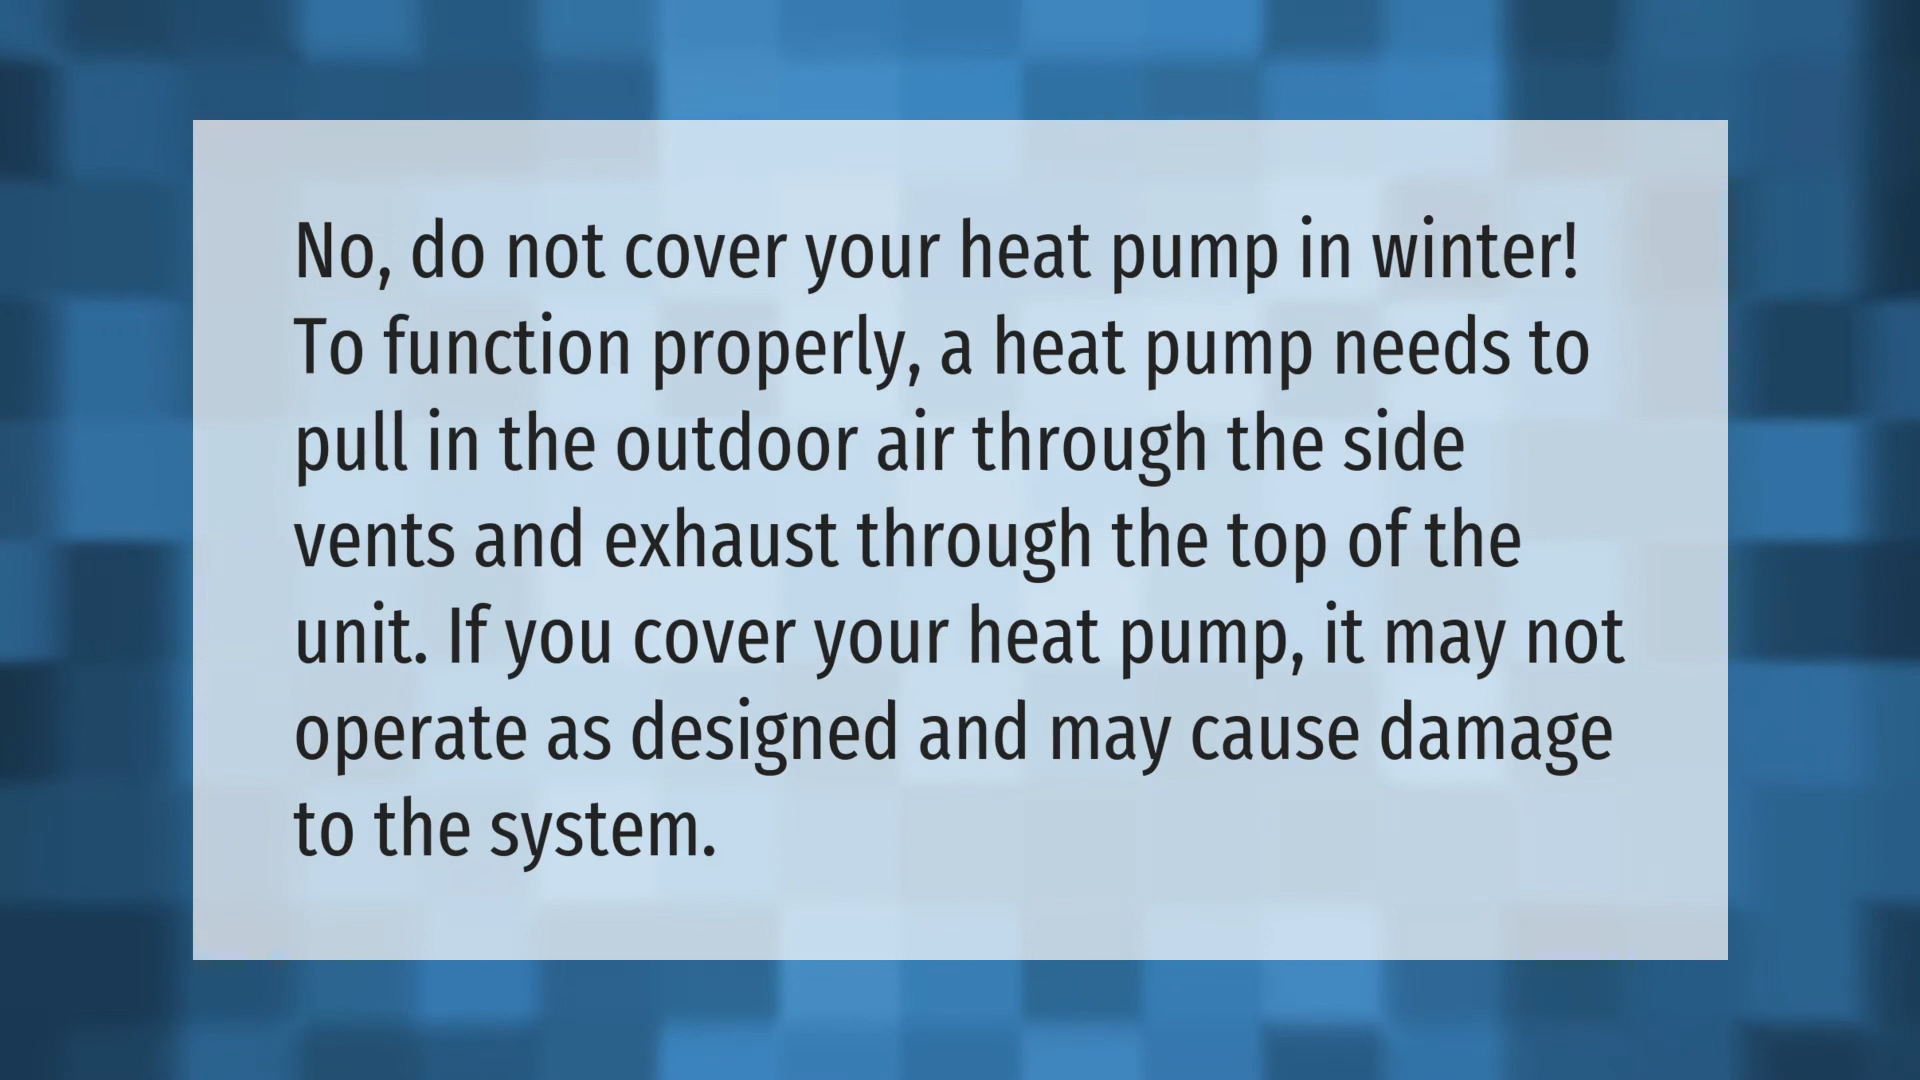 No, do not cover your heat pump in winter!
To function properly, a heat pump needs to
pull in the outdoor air through the side
vents and exhaust through the top of the
unit. If you cover your heat pump, it may not
operate as designed and may cause damage
to the system.